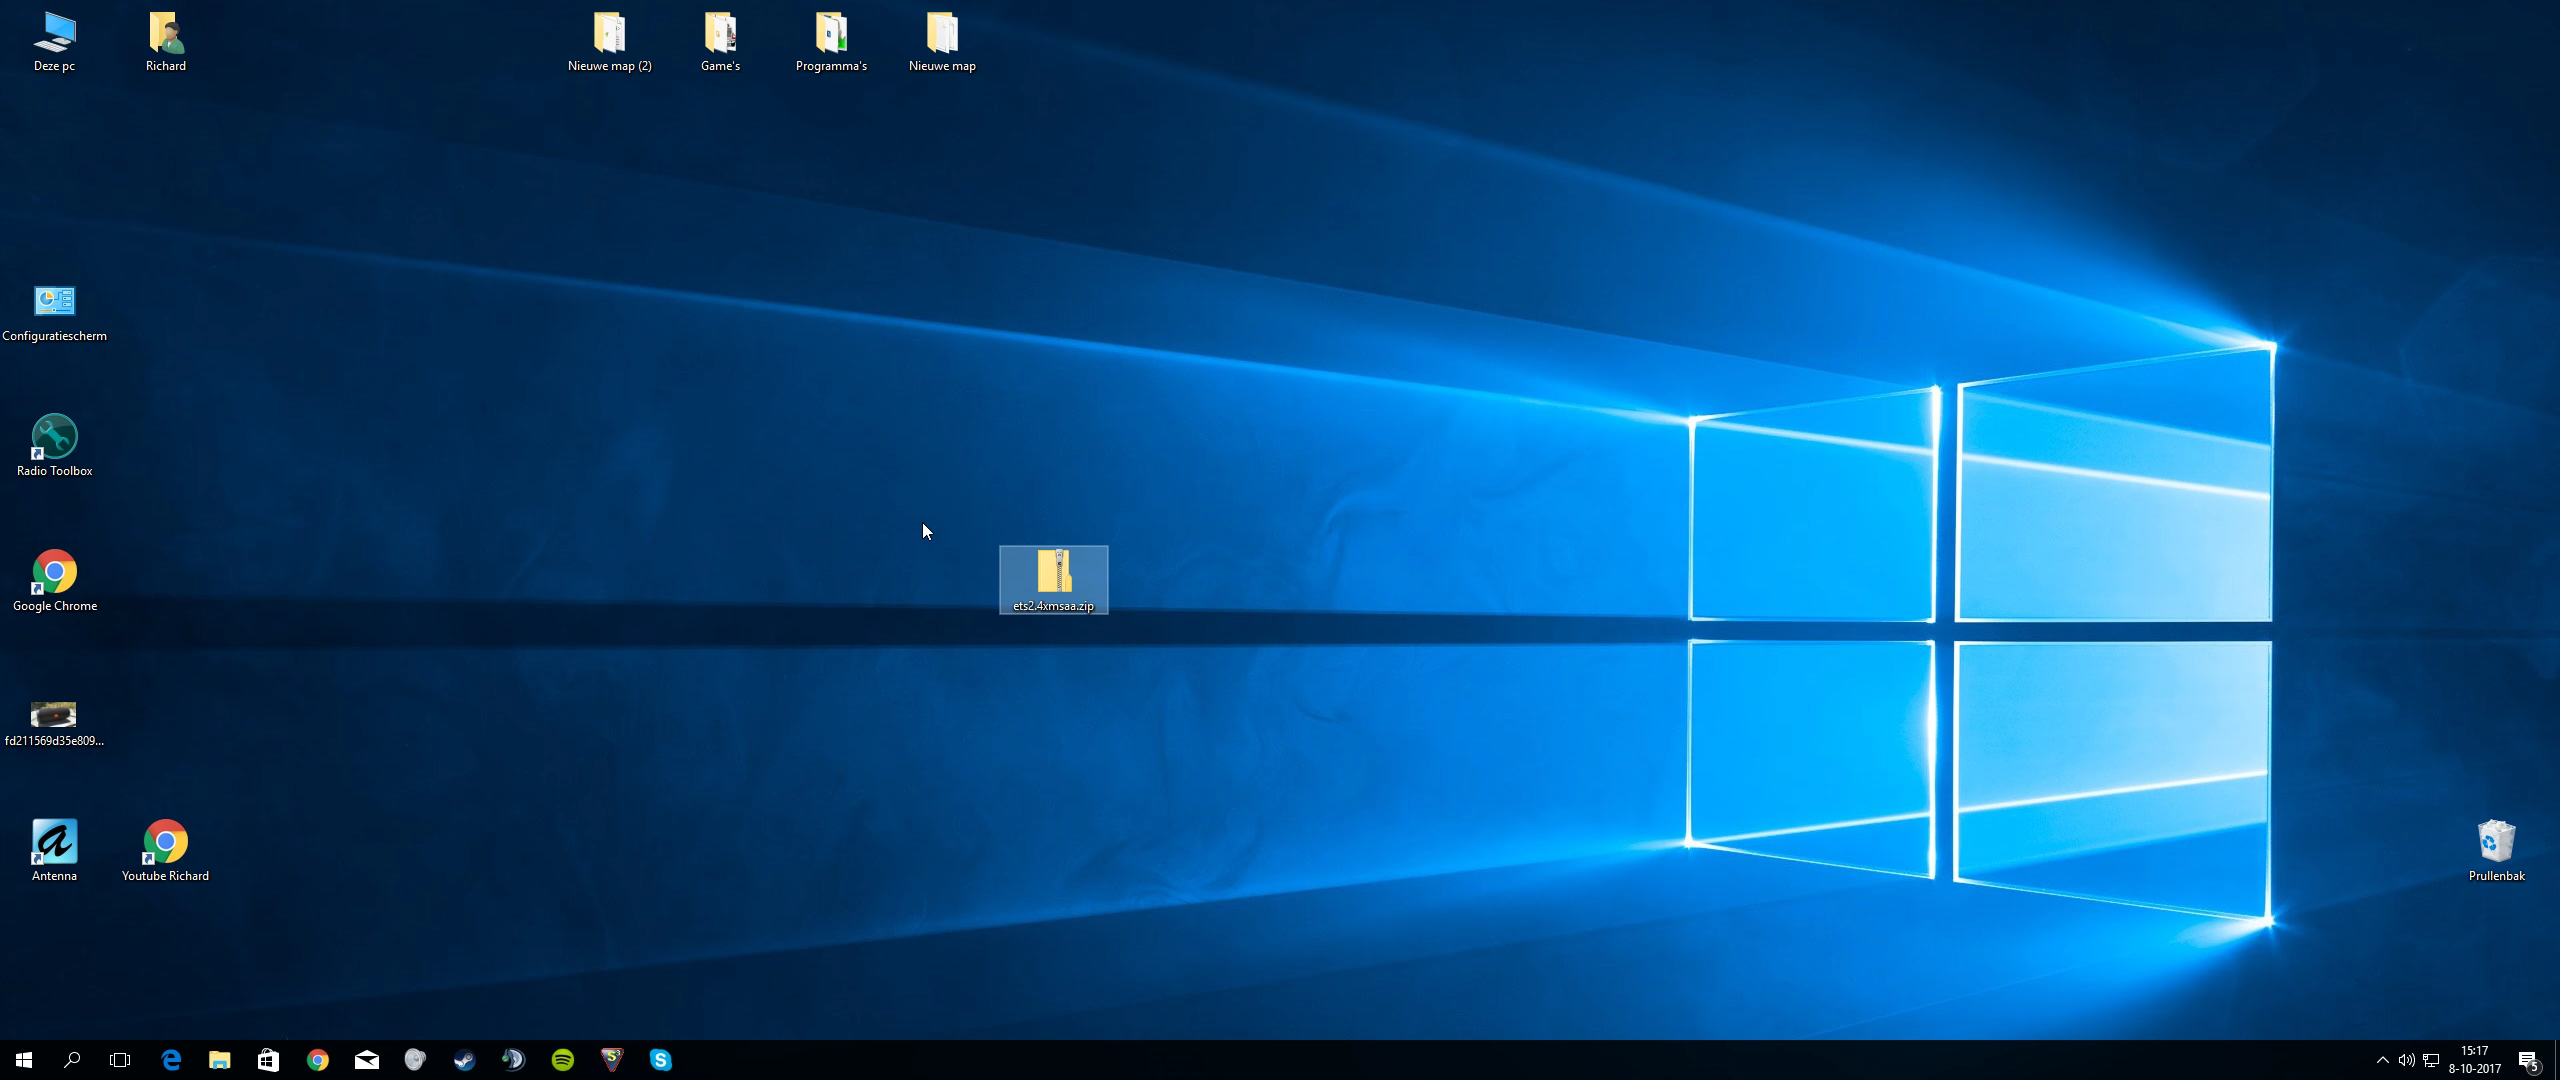 Deze pc
Richard
Nieuwe map (2)
Game's
Programma's
Nieuwe map
Configuratiescherm
Radio Toolbox
Google Chrome
ets2.4xmsaa.zip
fd211569d35e809...
Antenna
Youtube Richard
Prullenbak
15:17
8-10-2017
5